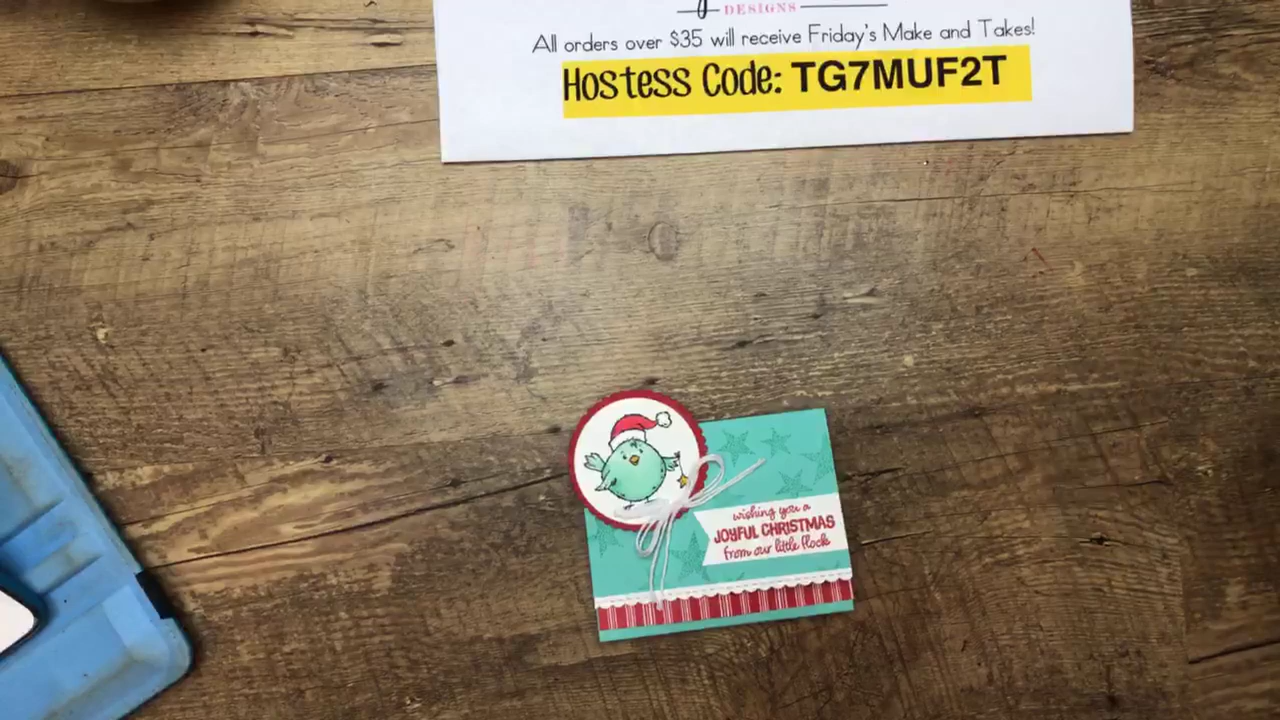 DESIGNS
All orders over $35 will receive Friday's Make and Takes!
Hostess Code: TG7MUF2T
wishing you a
JOYFUL CHRISTMAS
from our little flock